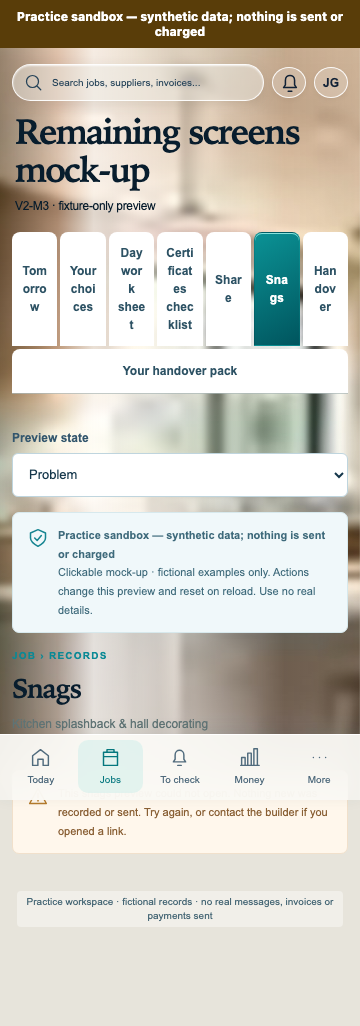 Practice sandbox — synthetic data; nothing is sent or
charged
Search jobs, suppliers, invoices...
JG
Remaining screens
mock-up
V2-M3 · fixture-only preview
Tom
orro
w
Your
choi
ces
Day
wor
k
shee
t
Certi
ficat
es
chec
klist
Shar
e
Sna
gs
Han
dov
er
Your handover pack
Preview state
Problem
Practice sandbox — synthetic data; nothing is sent
or charged
Clickable mock-up · fictional examples only. Actions
change this preview and reset on reload. Use no real
details.
JOB › RECORDS
Snags
Kitchen splashback & hall decorating
Today
Jobs
To check
Money
More
recorded or sent. Try again, or contact the builder if you
opened a link.
Practice workspace · fictional records · no real messages, invoices or
payments sent